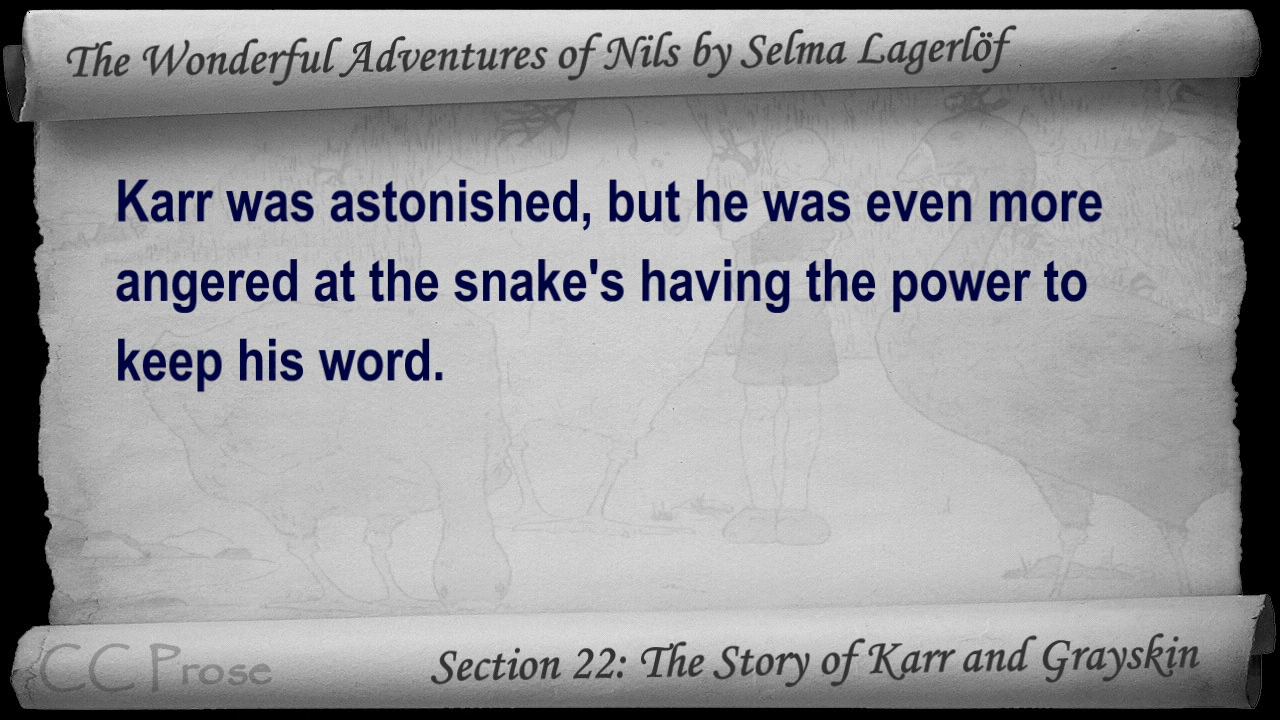 The Wonderful Adventures of Nils by Selma Lagerlöf
Karr was astonished, but he was even more
angered at the snake's having the power to
keep his word.
CC Prose
Section 22: The Story of Karr and Grayskin